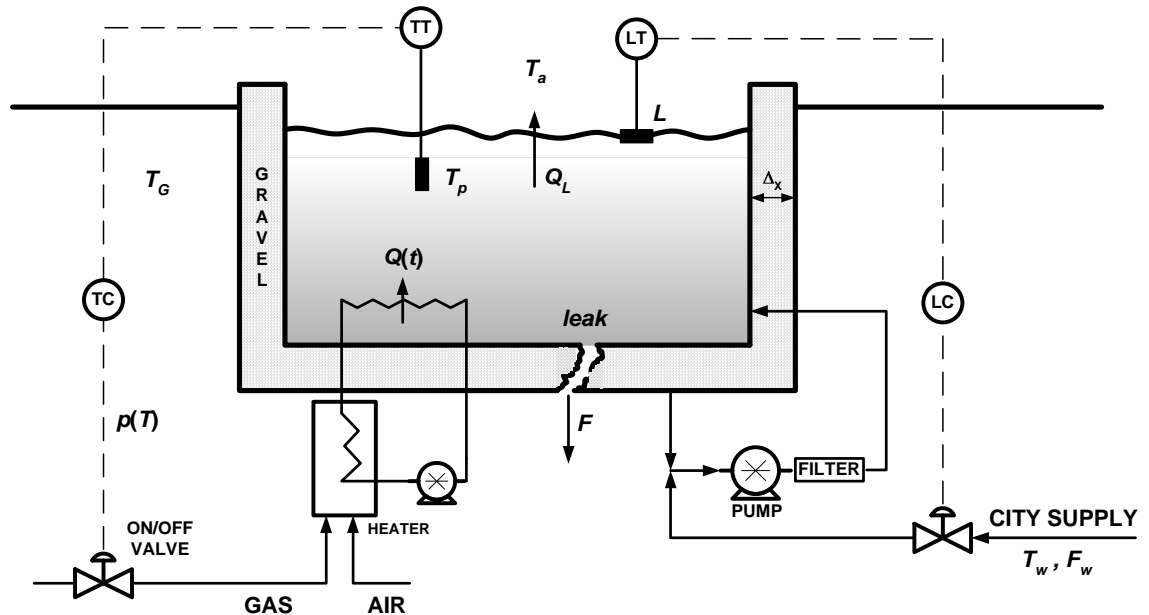 TT
LT
T_a
L
T_G
GRAVEL
T_p
Q_L
Δ_X
Q(t)
TC
LC
leak
p(T)
F
FILTER
PUMP
ON/OFF
VALVE
HEATER
CITY SUPPLY
T_w , F_w
GAS
AIR